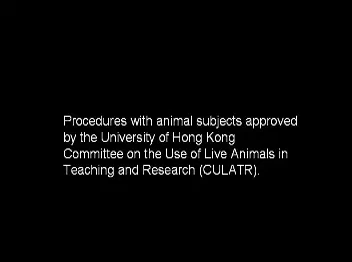 Procedures with animal subjects approved
by the University of Hong Kong
Committee on the Use of Live Animals in
Teaching and Research (CULATR).